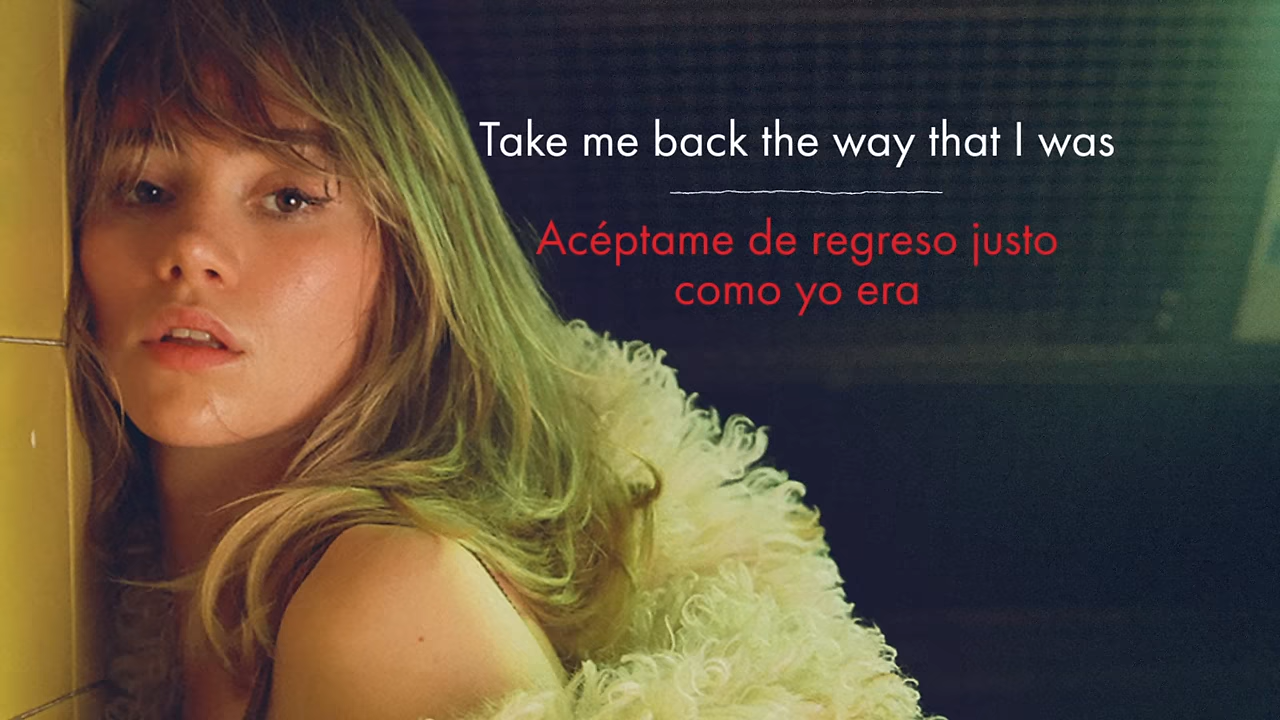 Take me back the way that I was
Acéptame de regreso justo
como yo era